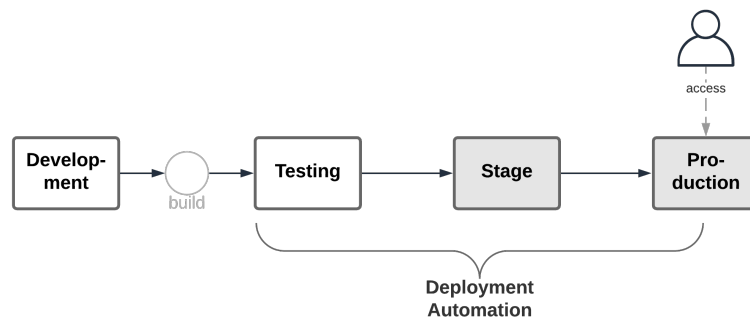 access
Develop-
ment
build
Testing
Stage
Pro-
duction
Deployment
Automation